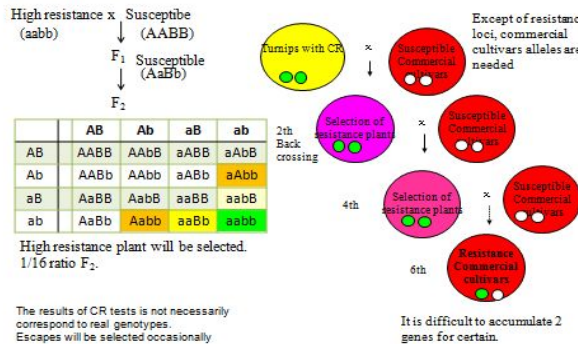 High resistance x Susceptibe
(aabb) (AABB)
F1
Susceptible
(AaBb)
F2
AB Ab aB ab
AB AABB AAbB aABB aAbB
Ab AABb AAbb aABb aAbb
aB AaBB AabB aaBB aabB
ab AaBb Aabb aaBb aabb
High resistance plant will be selected.
1/16 ratio F2.
The results of CR tests is not necessarily
correspond to real genotypes.
Escapes will be selected occasionally
Except of resistance
loci, commercial
cultivars alleles are
needed
Turnips with CR
x
Susceptible
Commercial
cultivars
2th
Back
crossing
Selection of
resistance plants
x
Susceptible
Commercial
cultivars
4th
Selection of
resistance plants
x
Susceptible
Commercial
cultivars
6th
Resistance
Commercial
cultivars
It is difficult to accumulate 2
genes for certain.